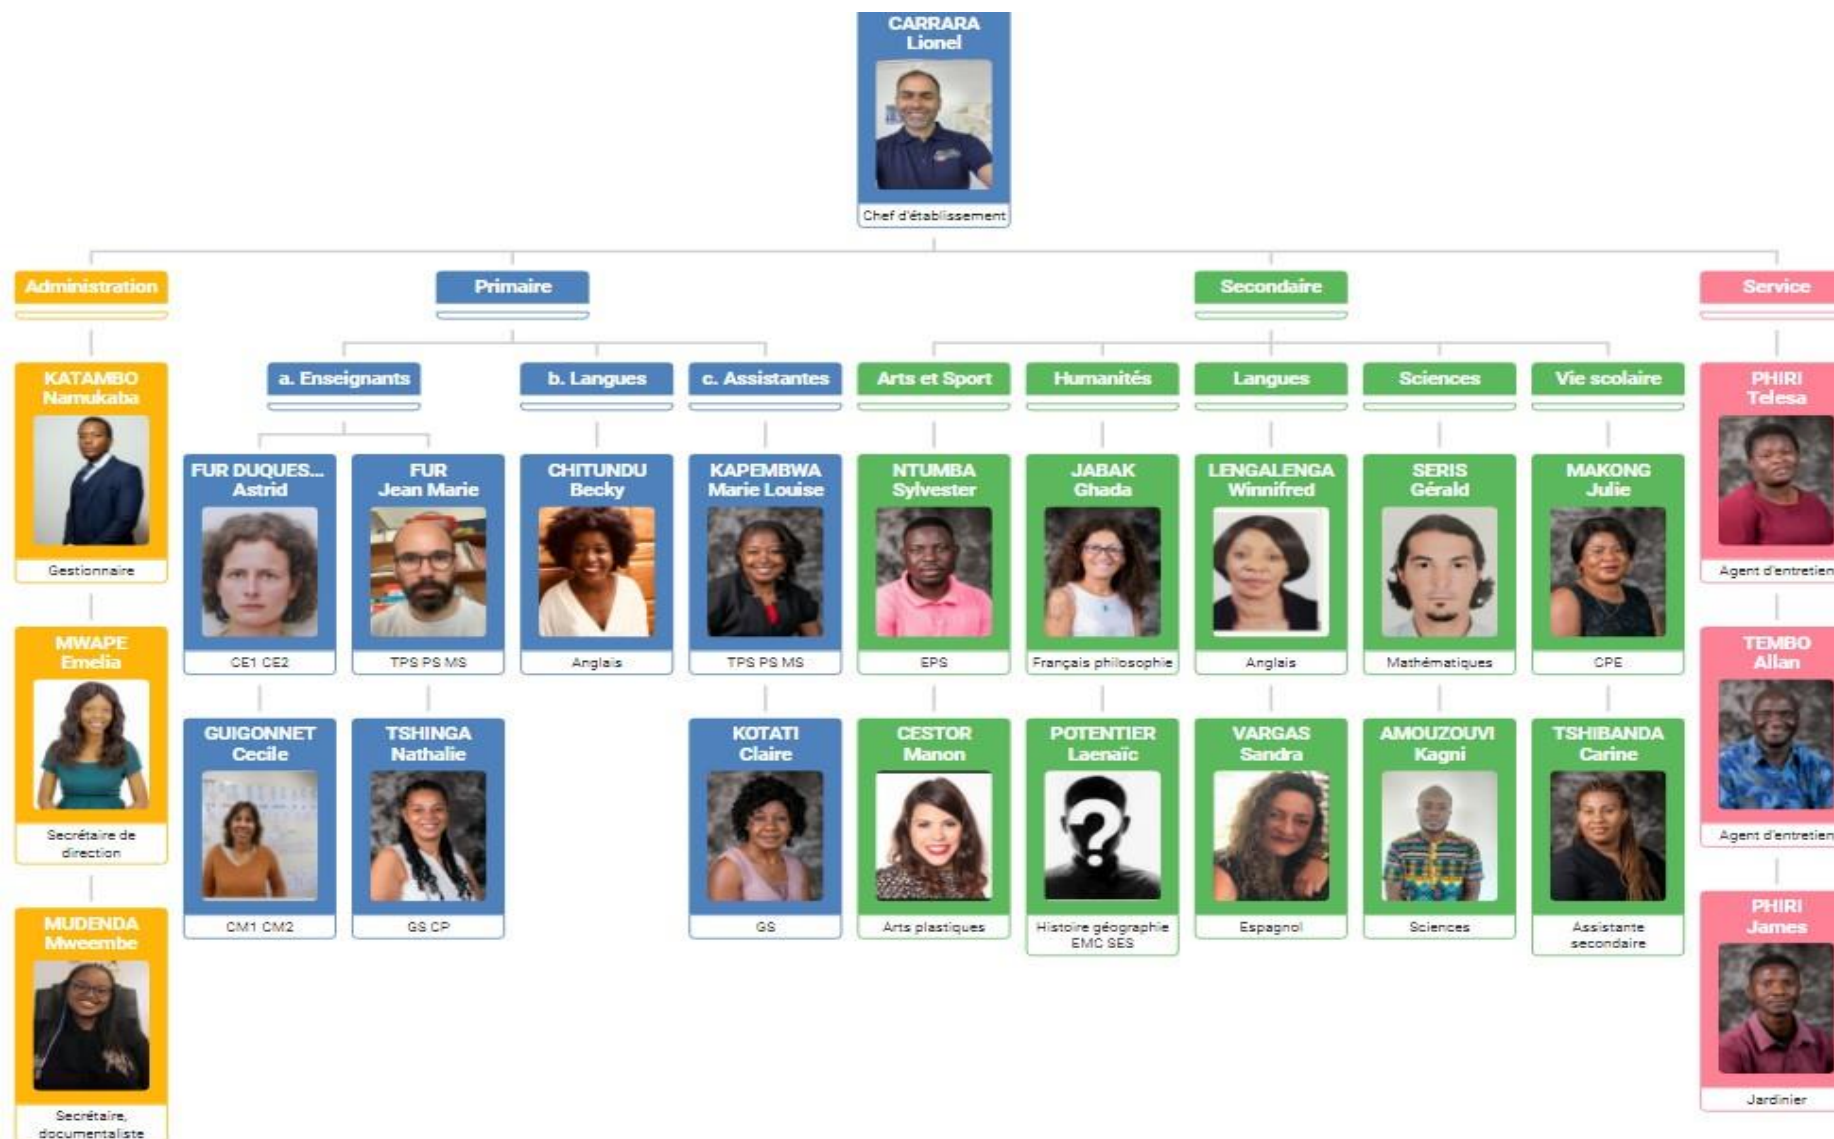 CARRARA
Lionel
Chef d'établissement
Administration
Primaire
Secondaire
Service
KATAMBO
Namukaba
Gestionnaire
MWAPE
Emelia
Secrétaire de
direction
MUDENDA
Mweembe
Secrétaire,
documentaliste
a. Enseignants
b. Langues
c. Assistantes
Arts et Sport
Humanités
Langues
Sciences
Vie scolaire
FUR DUQUES...
Astrid
CE1 CE2
FUR
Jean Marie
TPS PS MS
CHITUNDU
Becky
Anglais
KAPEMBWA
Marie Louise
TPS PS MS
NTUMBA
Sylvester
EPS
JABAK
Ghada
Français philosophie
LENGALENGA
Winnifred
Anglais
SERIS
Gérald
Mathématiques
MAKONG
Julie
CPE
GUIGONNET
Cecile
CM1 CM2
TSHINGA
Nathalie
GS CP
KOTATI
Claire
GS
CESTOR
Manon
Arts plastiques
POTENTIER
Laenaïc
?
Histoire géographie
EMC SES
VARGAS
Sandra
Espagnol
AMOUZOUVI
Kagni
Sciences
TSHIBANDA
Carine
Assistante
secondaire
PHIRI
Telesa
Agent d'entretien
TEMBO
Allan
Agent d'entretien
PHIRI
James
Jardinier